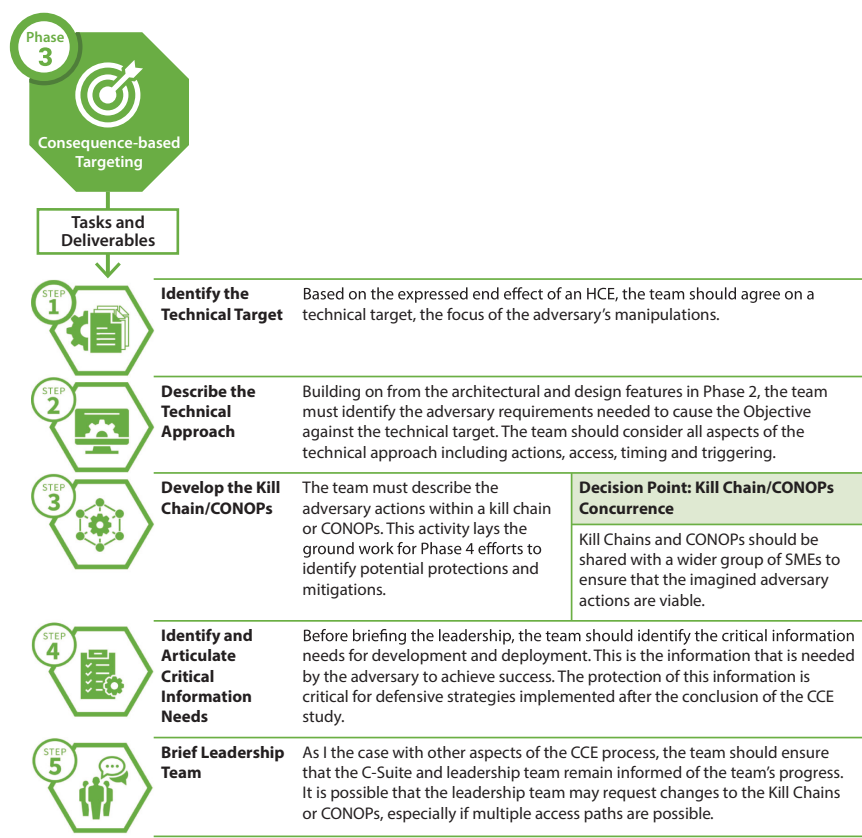 Phase
3
Consequence-based
Targeting
Tasks and
Deliverables
STEP
1
Identify the
Technical Target
Based on the expressed end effect of an HCE, the team should agree on a
technical target, the focus of the adversary's manipulations.
STEP
2
Describe the
Technical
Approach
Building on from the architectural and design features in Phase 2, the team
must identify the adversary requirements needed to cause the Objective
against the technical target. The team should consider all aspects of the
technical approach including actions, access, timing and triggering.
STEP
3
Develop the Kill
Chain/CONOPs
The team must describe the
adversary actions within a kill chain
or CONOPs. This activity lays the
ground work for Phase 4 efforts to
identify potential protections and
mitigations.
Decision Point: Kill Chain/CONOPs
Concurrence
Kill Chains and CONOPs should be
shared with a wider group of SMEs to
ensure that the imagined adversary
actions are viable.
STEP
4
Identify and
Articulate
Critical
Information
Needs
Before briefing the leadership, the team should identify the critical information
needs for development and deployment. This is the information that is needed
by the adversary to achieve success. The protection of this information is
critical for defensive strategies implemented after the conclusion of the CCE
study.
STEP
5
Brief Leadership
Team
As I the case with other aspects of the CCE process, the team should ensure
that the C-Suite and leadership team remain informed of the team's progress.
It is possible that the leadership team may request changes to the Kill Chains
or CONOPs, especially if multiple access paths are possible.